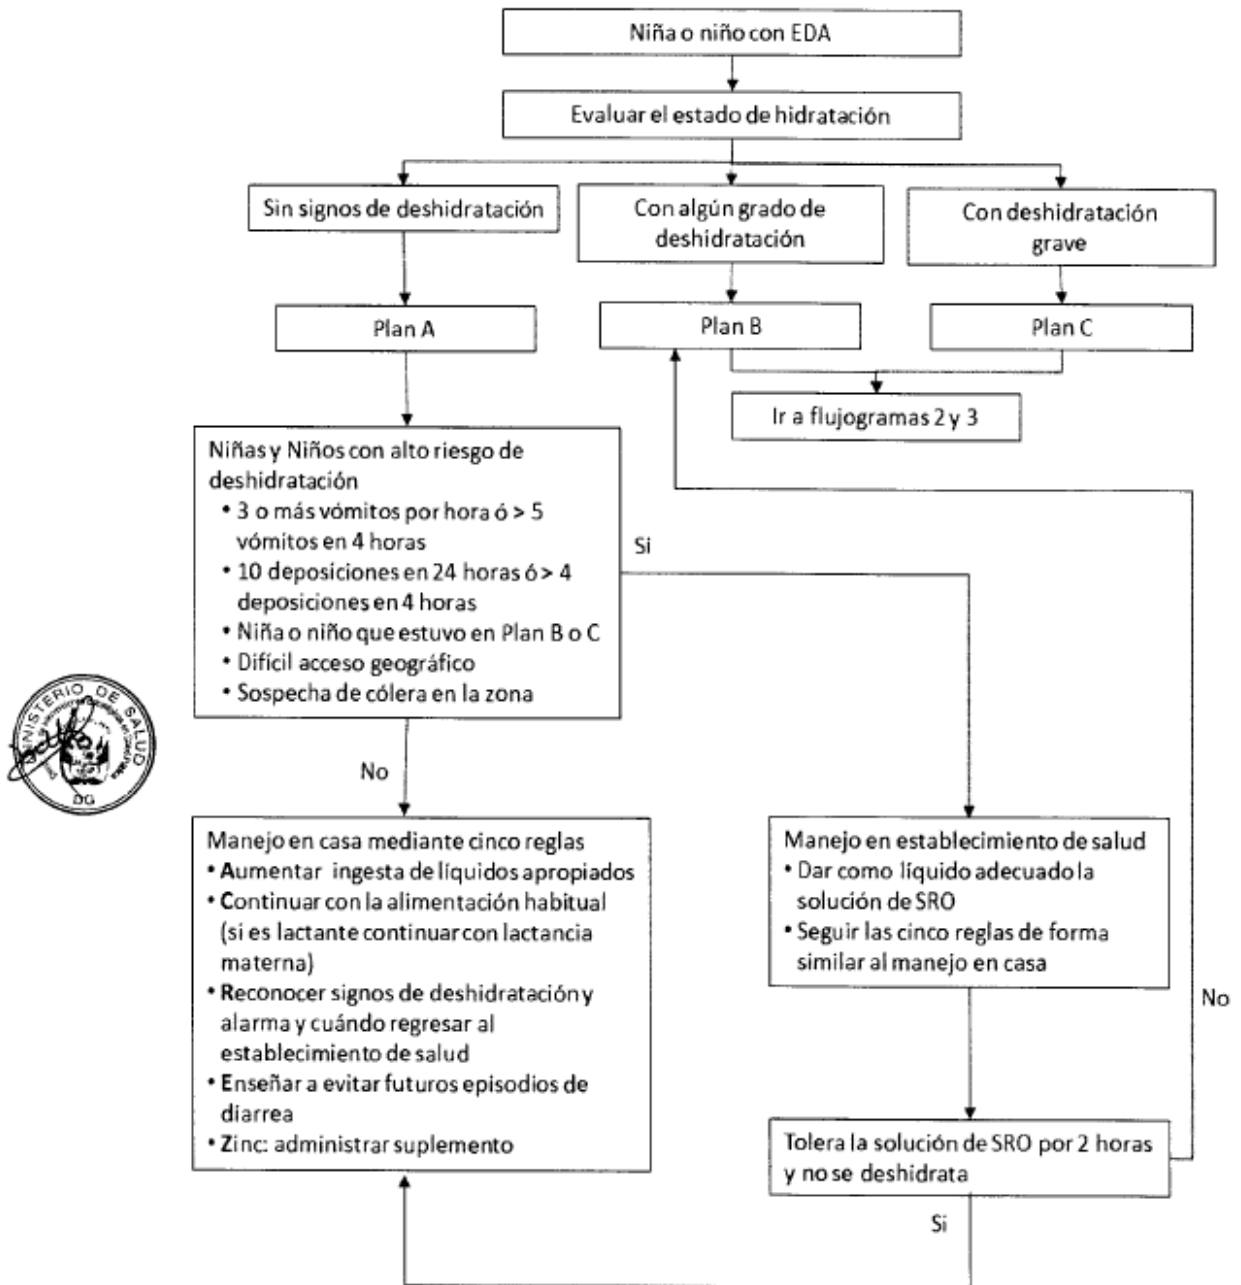 Niña o niño con EDA
Evaluar el estado de hidratación
Sin signos de deshidratación
Con algún grado de
deshidratación
Con deshidratación
grave
Plan A
Plan B
Plan C
Ir a flujogramas 2 y 3
Niñas y Niños con alto riesgo de
deshidratación
• 3 o más vómitos por hora ó > 5
vómitos en 4 horas
• 10 deposiciones en 24 horas ó > 4
deposiciones en 4 horas
• Niña o niño que estuvo en Plan B o C
• Difícil acceso geográfico
• Sospecha de cólera en la zona
Si
No
MINISTERIO DE SALUD
DG
Manejo en casa mediante cinco reglas
• Aumentar ingesta de líquidos apropiados
• Continuar con la alimentación habitual
(si es lactante continuar con lactancia
materna)
• Reconocer signos de deshidratación y
alarma y cuándo regresar al
establecimiento de salud
• Enseñar a evitar futuros episodios de
diarrea
• Zinc: administrar suplemento
Manejo en establecimiento de salud
• Dar como líquido adecuado la
solución de SRO
• Seguir las cinco reglas de forma
similar al manejo en casa
No
Tolera la solución de SRO por 2 horas
y no se deshidrata
Si